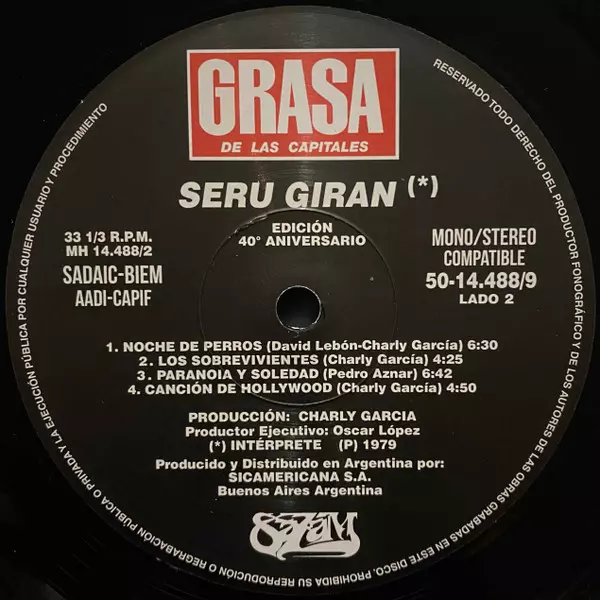 GRASA
DE LAS CAPITALES
SERU GIRAN (*)
EDICIÓN
40° ANIVERSARIO
33 1/3 R.P.M.
MH 14.488/2
SADAIC-BIEM
AADI-CAPIF
MONO/STEREO
COMPATIBLE
50-14.488/9
LADO 2
1. NOCHE DE PERROS (David Lebón-Charly García) 6:30
2. LOS SOBREVIVIENTES (Charly García) 4:25
3. PARANOIA Y SOLEDAD (Pedro Aznar) 6:42
4. CANCIÓN DE HOLLYWOOD (Charly García) 4:50
PRODUCCIÓN: CHARLY GARCIA
Productor Ejecutivo: Oscar López
(*) INTÉRPRETE (P) 1979
Producido y Distribuido en Argentina por:
SICAMERICANA S.A.
Buenos Aires Argentina
SAZAM
RESERVADO TODO DERECHO DEL PRODUCTOR FONOGRÁFICO Y DE LOS AUTORES DE LAS OBRAS GRABADAS EN ESTE DISCO. PROHIBIDA SU REPRODUCCIÓN O REGRABACIÓN PÚBLICA O PRIVADA Y LA EJECUCIÓN PÚBLICA POR CUALQUIER USUARIO Y PROCEDIMIENTO